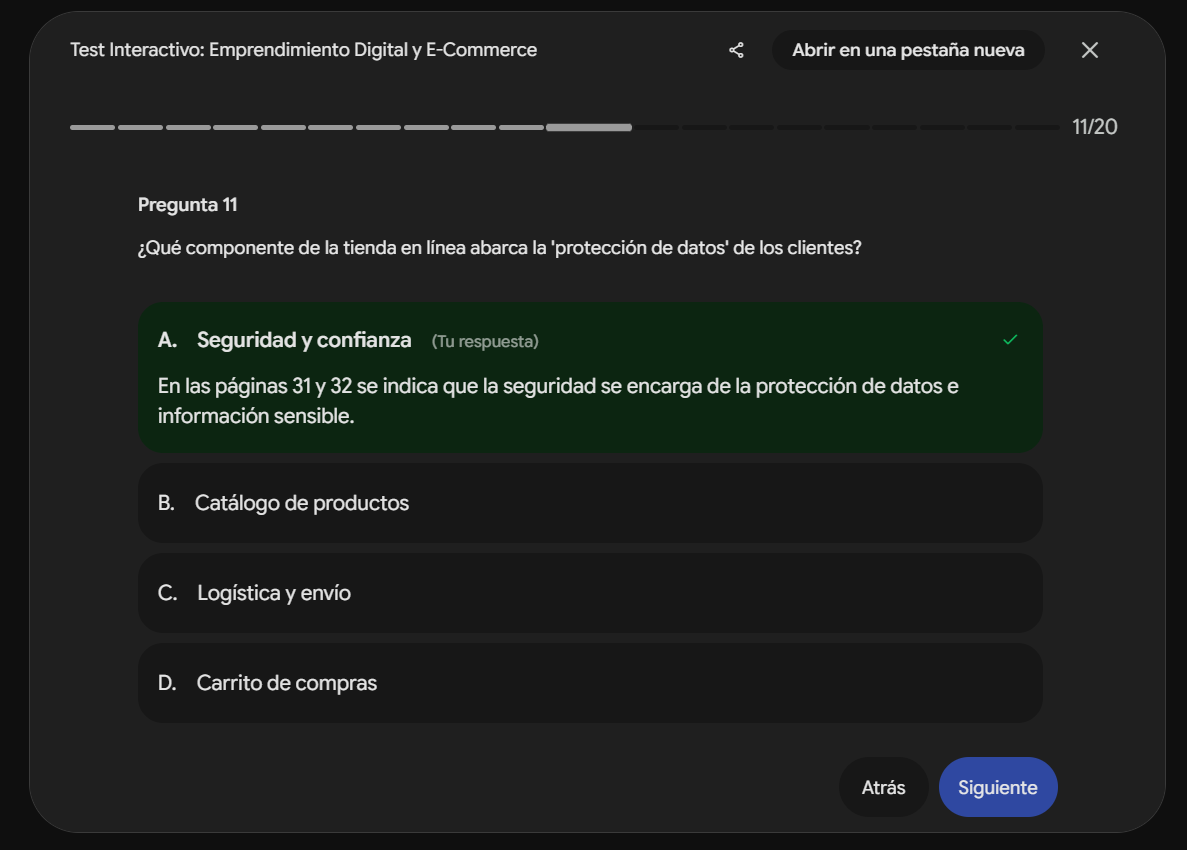 Test Interactivo: Emprendimiento Digital y E-Commerce
Abrir en una pestaña nueva
11/20
Pregunta 11
¿Qué componente de la tienda en línea abarca la 'protección de datos' de los clientes?
A. Seguridad y confianza (Tu respuesta)
En las páginas 31 y 32 se indica que la seguridad se encarga de la protección de datos e
información sensible.
B. Catálogo de productos
C. Logística y envío
D. Carrito de compras
Atrás
Siguiente